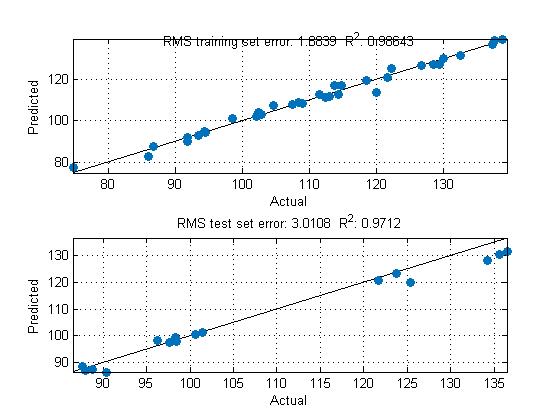 RMS training set error: 1.8839 R2: 0.98643
120
100
80
Predicted
80 90 100 110 120 130
Actual
RMS test set error: 3.0108 R2: 0.9712
130
120
110
100
90
Predicted
90 95 100 105 110 115 120 125 130 135
Actual